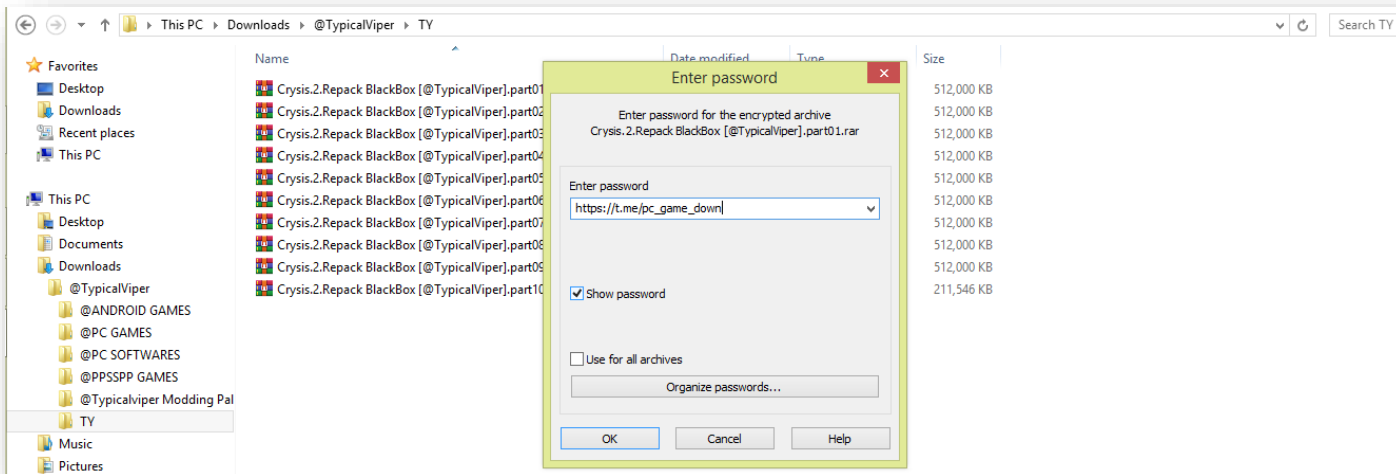 This PC ▸ Downloads ▸ @TypicalViper ▸ TY
Search TY
Favorites
Desktop
Downloads
Recent places
This PC
This PC
Desktop
Documents
Downloads
@TypicalViper
@ANDROID GAMES
@PC GAMES
@PC SOFTWARES
@PPSSPP GAMES
@Typicalviper Modding Pal
TY
Music
Pictures
Name Date modified Type Size
Crysis.2.Repack BlackBox [@TypicalViper].part01 512,000 KB
Crysis.2.Repack BlackBox [@TypicalViper].part02 512,000 KB
Crysis.2.Repack BlackBox [@TypicalViper].part03 512,000 KB
Crysis.2.Repack BlackBox [@TypicalViper].part04 512,000 KB
Crysis.2.Repack BlackBox [@TypicalViper].part05 512,000 KB
Crysis.2.Repack BlackBox [@TypicalViper].part06 512,000 KB
Crysis.2.Repack BlackBox [@TypicalViper].part07 512,000 KB
Crysis.2.Repack BlackBox [@TypicalViper].part08 512,000 KB
Crysis.2.Repack BlackBox [@TypicalViper].part09 512,000 KB
Crysis.2.Repack BlackBox [@TypicalViper].part10 211,546 KB
Enter password
Enter password for the encrypted archive
Crysis.2.Repack BlackBox [@TypicalViper].part01.rar
Enter password
https://t.me/pc_game_down
Show password
Use for all archives
Organize passwords...
OK Cancel Help